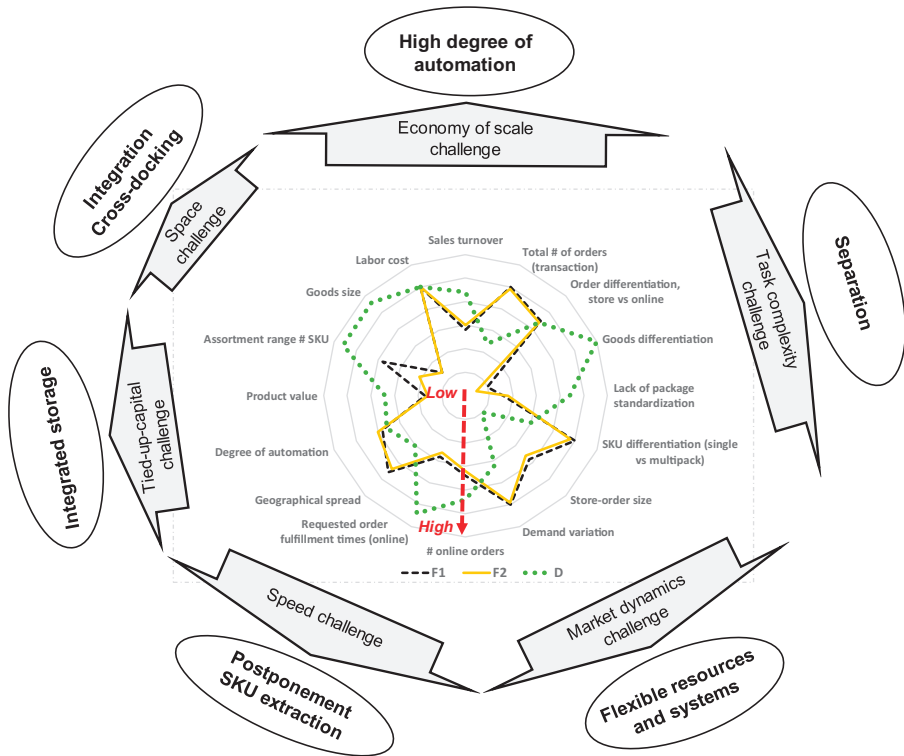 High degree of
automation
Economy of scale
challenge
Integration
Cross-docking
Space
challenge
Separation
Task complexity
challenge
Integrated storage
Tied-up-capital
challenge
Sales turnover
Total # of orders
(transaction)
Order differentiation,
store vs online
Goods differentiation
Lack of package
standardization
SKU differentiation (single
vs multipack)
Store-order size
Demand variation
# online orders
Requested order
fulfillment times (online)
Geographical spread
Degree of automation
Product value
Assortment range # SKU
Goods size
Labor cost
Low
High
F1
F2
D
Speed challenge
Market dynamics
challenge
Postponement
SKU extraction
Flexible resources
and systems